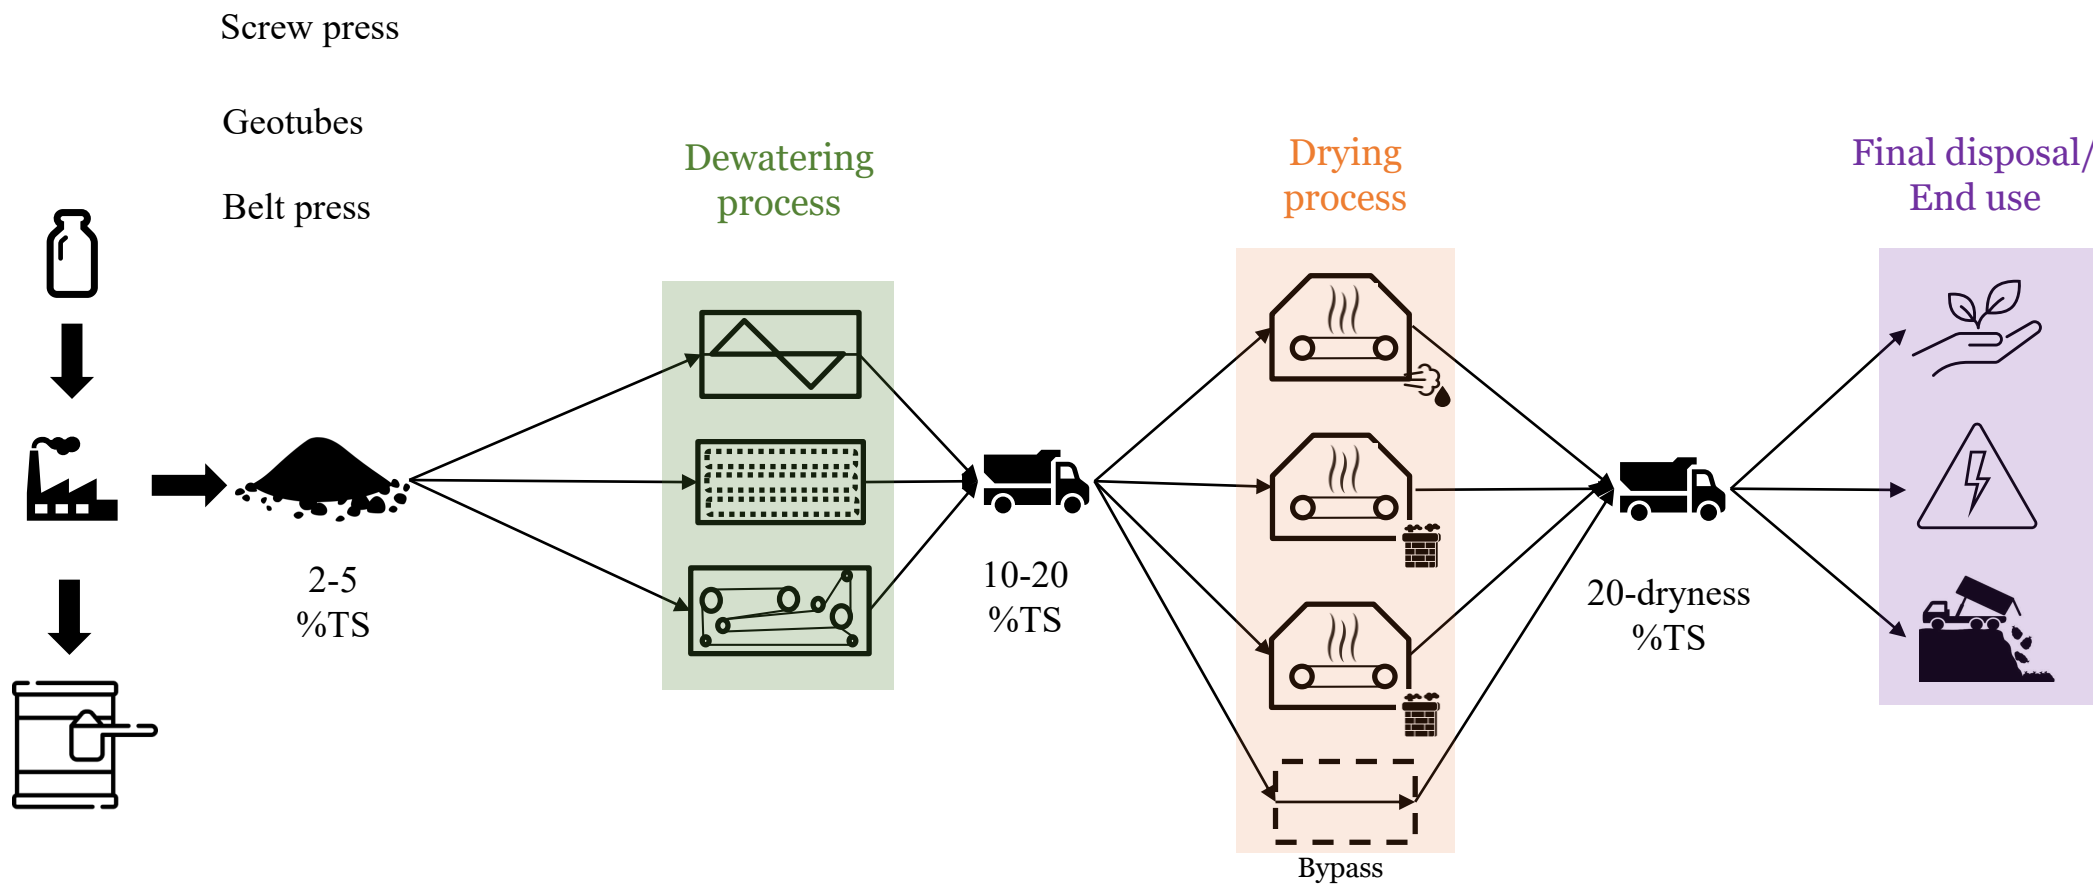 Screw press
Geotubes
Belt press
Dewatering
process
Drying
process
Final disposal/
End use
2-5
%TS
10-20
%TS
20-dryness
%TS
Bypass